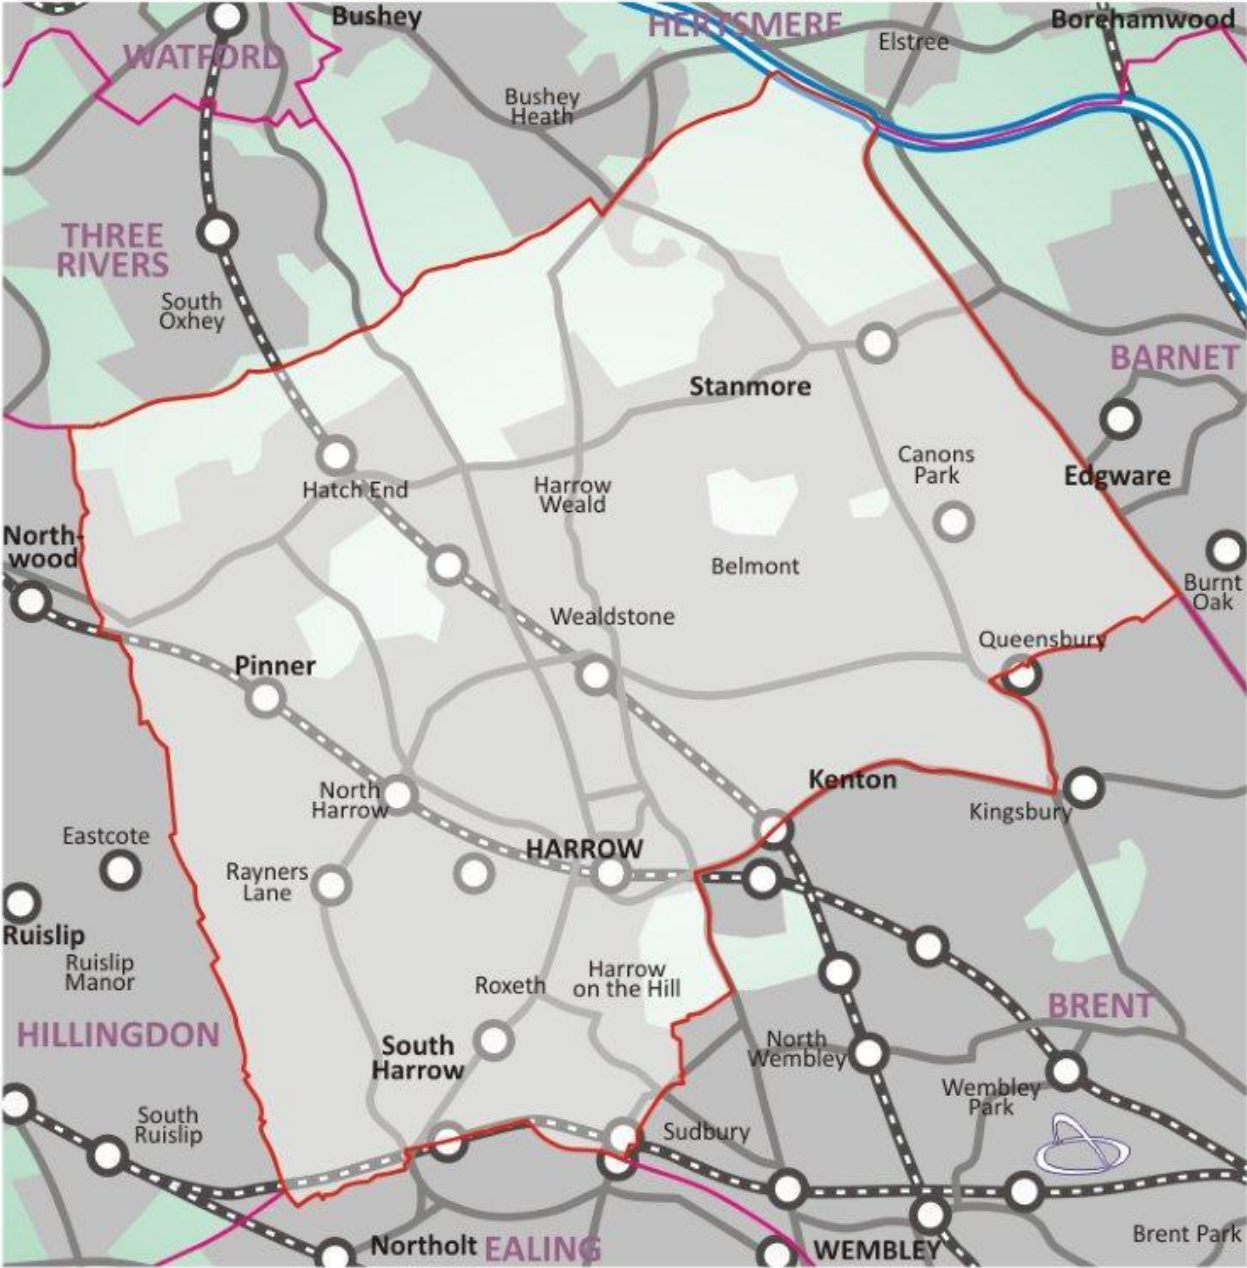 Bushey
HERTSMERE
Borehamwood
Elstree
WATFORD
Bushey
Heath
THREE
RIVERS
South
Oxhey
BARNET
Stanmore
Canons
Park
Edgware
Hatch End
Harrow
Weald
North-
wood
Belmont
Burnt
Oak
Wealdstone
Queensbury
Pinner
Kenton
North
Harrow
Kingsbury
Eastcote
HARROW
Rayners
Lane
Ruislip
Ruislip
Manor
Harrow
on the Hill
Roxeth
HILLINGDON
BRENT
South
Harrow
North
Wembley
Wembley
Park
South
Ruislip
Sudbury
Northolt
EALING
WEMBLEY
Brent Park